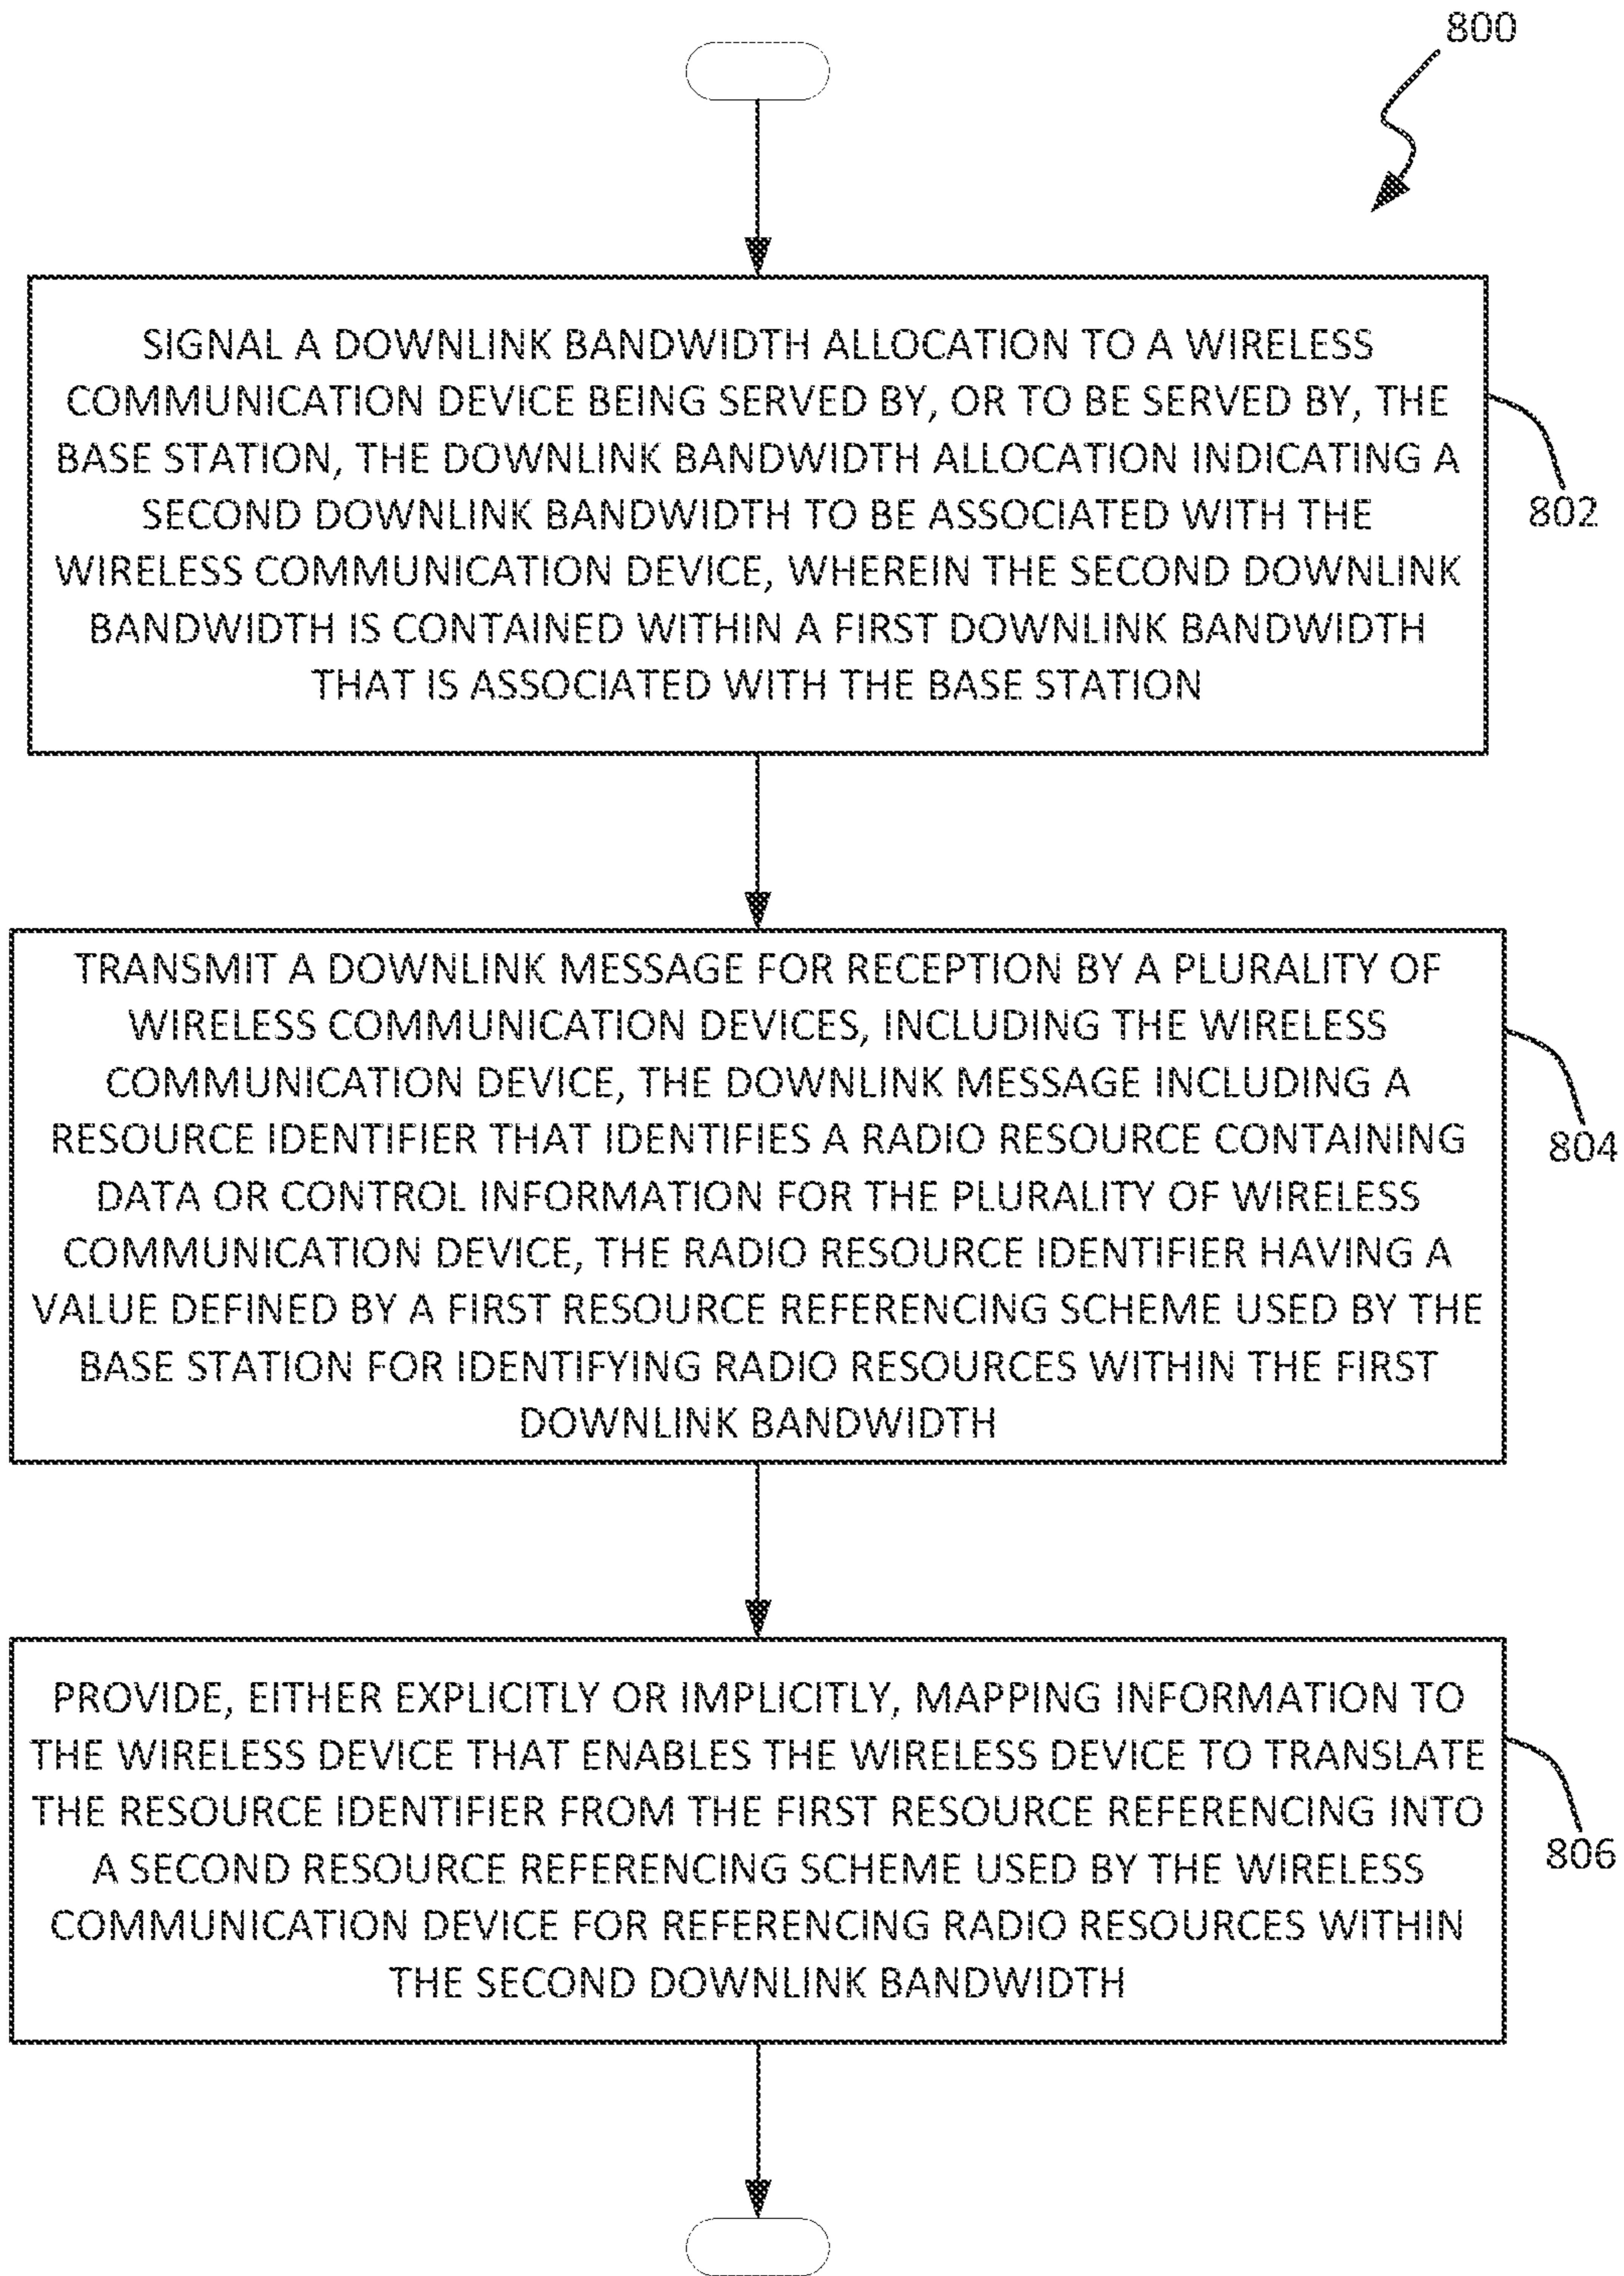 800
SIGNAL A DOWNLINK BANDWIDTH ALLOCATION TO A WIRELESS
COMMUNICATION DEVICE BEING SERVED BY, OR TO BE SERVED BY, THE
BASE STATION, THE DOWNLINK BANDWIDTH ALLOCATION INDICATING A
SECOND DOWNLINK BANDWIDTH TO BE ASSOCIATED WITH THE
WIRELESS COMMUNICATION DEVICE, WHEREIN THE SECOND DOWNLINK
BANDWIDTH IS CONTAINED WITHIN A FIRST DOWNLINK BANDWIDTH
THAT IS ASSOCIATED WITH THE BASE STATION
802
TRANSMIT A DOWNLINK MESSAGE FOR RECEPTION BY A PLURALITY OF
WIRELESS COMMUNICATION DEVICES, INCLUDING THE WIRELESS
COMMUNICATION DEVICE, THE DOWNLINK MESSAGE INCLUDING A
RESOURCE IDENTIFIER THAT IDENTIFIES A RADIO RESOURCE CONTAINING
DATA OR CONTROL INFORMATION FOR THE PLURALITY OF WIRELESS
COMMUNICATION DEVICE, THE RADIO RESOURCE IDENTIFIER HAVING A
VALUE DEFINED BY A FIRST RESOURCE REFERENCING SCHEME USED BY THE
BASE STATION FOR IDENTIFYING RADIO RESOURCES WITHIN THE FIRST
DOWNLINK BANDWIDTH
804
PROVIDE, EITHER EXPLICITLY OR IMPLICITLY, MAPPING INFORMATION TO
THE WIRELESS DEVICE THAT ENABLES THE WIRELESS DEVICE TO TRANSLATE
THE RESOURCE IDENTIFIER FROM THE FIRST RESOURCE REFERENCING INTO
A SECOND RESOURCE REFERENCING SCHEME USED BY THE WIRELESS
COMMUNICATION DEVICE FOR REFERENCING RADIO RESOURCES WITHIN
THE SECOND DOWNLINK BANDWIDTH
806